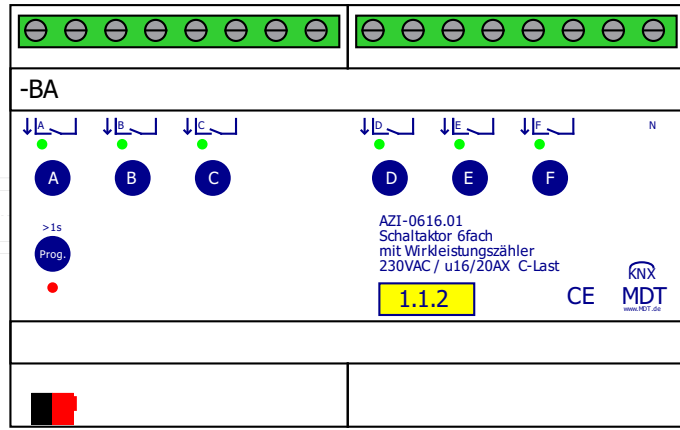 -BA
A B C D E F N
A B C D E F
>1s
Prog.
AZI-0616.01
Schaltaktor 6fach
mit Wirkleistungszähler
230VAC / u16/20AX C-Last
1.1.2
CE
KNX
MDT
www.MDT.de